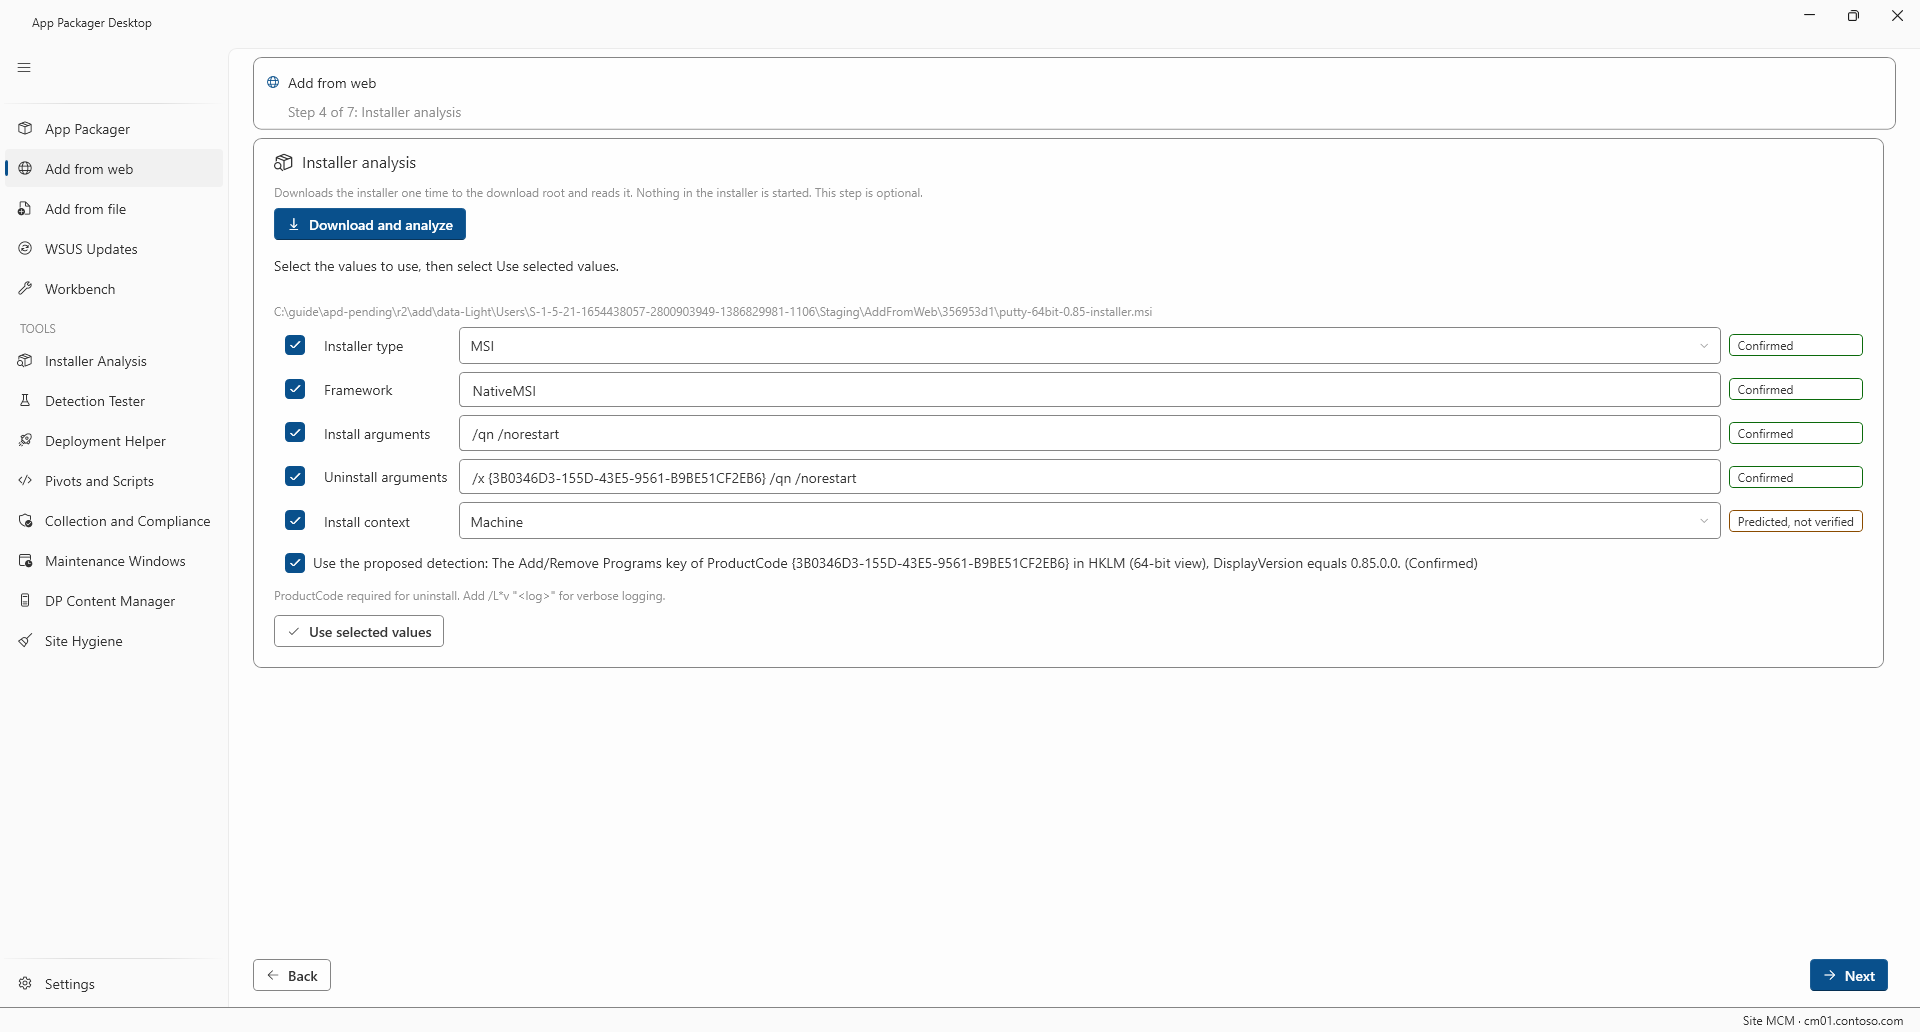 App Packager Desktop
App Packager
Add from web
Add from file
WSUS Updates
Workbench
TOOLS
Installer Analysis
Detection Tester
Deployment Helper
Pivots and Scripts
Collection and Compliance
Maintenance Windows
DP Content Manager
Site Hygiene
Settings
Add from web
Step 4 of 7: Installer analysis
Installer analysis
Downloads the installer one time to the download root and reads it. Nothing in the installer is started. This step is optional.
Download and analyze
Select the values to use, then select Use selected values.
C:\guide\apd-pending\r2\add\data-Light\Users\S-1-5-21-1654438057-2800903949-1386829981-1106\Staging\AddFromWeb\356953d1\putty-64bit-0.85-installer.msi
Installer type MSI Confirmed
Framework NativeMSI Confirmed
Install arguments /qn /norestart Confirmed
Uninstall arguments /x {3B0346D3-155D-43E5-9561-B9BE51CF2EB6} /qn /norestart Confirmed
Install context Machine Predicted, not verified
Use the proposed detection: The Add/Remove Programs key of ProductCode {3B0346D3-155D-43E5-9561-B9BE51CF2EB6} in HKLM (64-bit view), DisplayVersion equals 0.85.0.0. (Confirmed)
ProductCode required for uninstall. Add /L*v "<log>" for verbose logging.
Use selected values
Back
Next
Site MCM · cm01.contoso.com